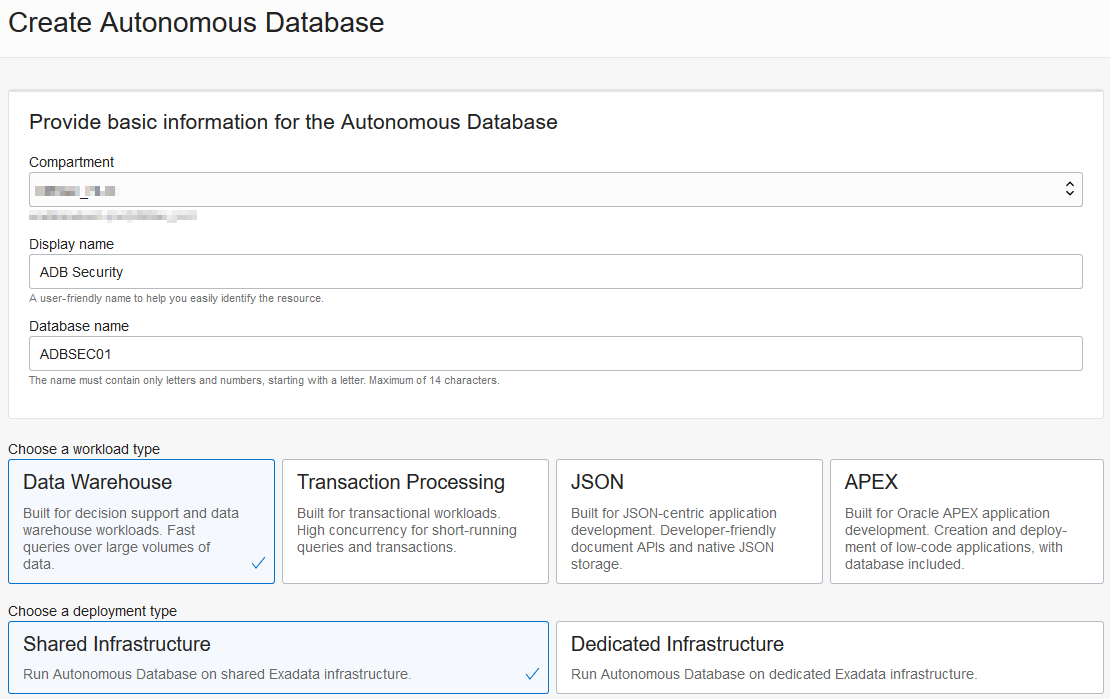 Create Autonomous Database
Provide basic information for the Autonomous Database
Compartment
Display name
ADB Security
A user-friendly name to help you easily identify the resource.
Database name
ADBSEC01
The name must contain only letters and numbers, starting with a letter. Maximum of 14 characters.
Choose a workload type
Data Warehouse
Built for decision support and data
warehouse workloads. Fast
queries over large volumes of
data.
Transaction Processing
Built for transactional workloads.
High concurrency for short-running
queries and transactions.
JSON
Built for JSON-centric application
development. Developer-friendly
document APIs and native JSON
storage.
APEX
Built for Oracle APEX application
development. Creation and deploy-
ment of low-code applications, with
database included.
Choose a deployment type
Shared Infrastructure
Run Autonomous Database on shared Exadata infrastructure.
Dedicated Infrastructure
Run Autonomous Database on dedicated Exadata infrastructure.